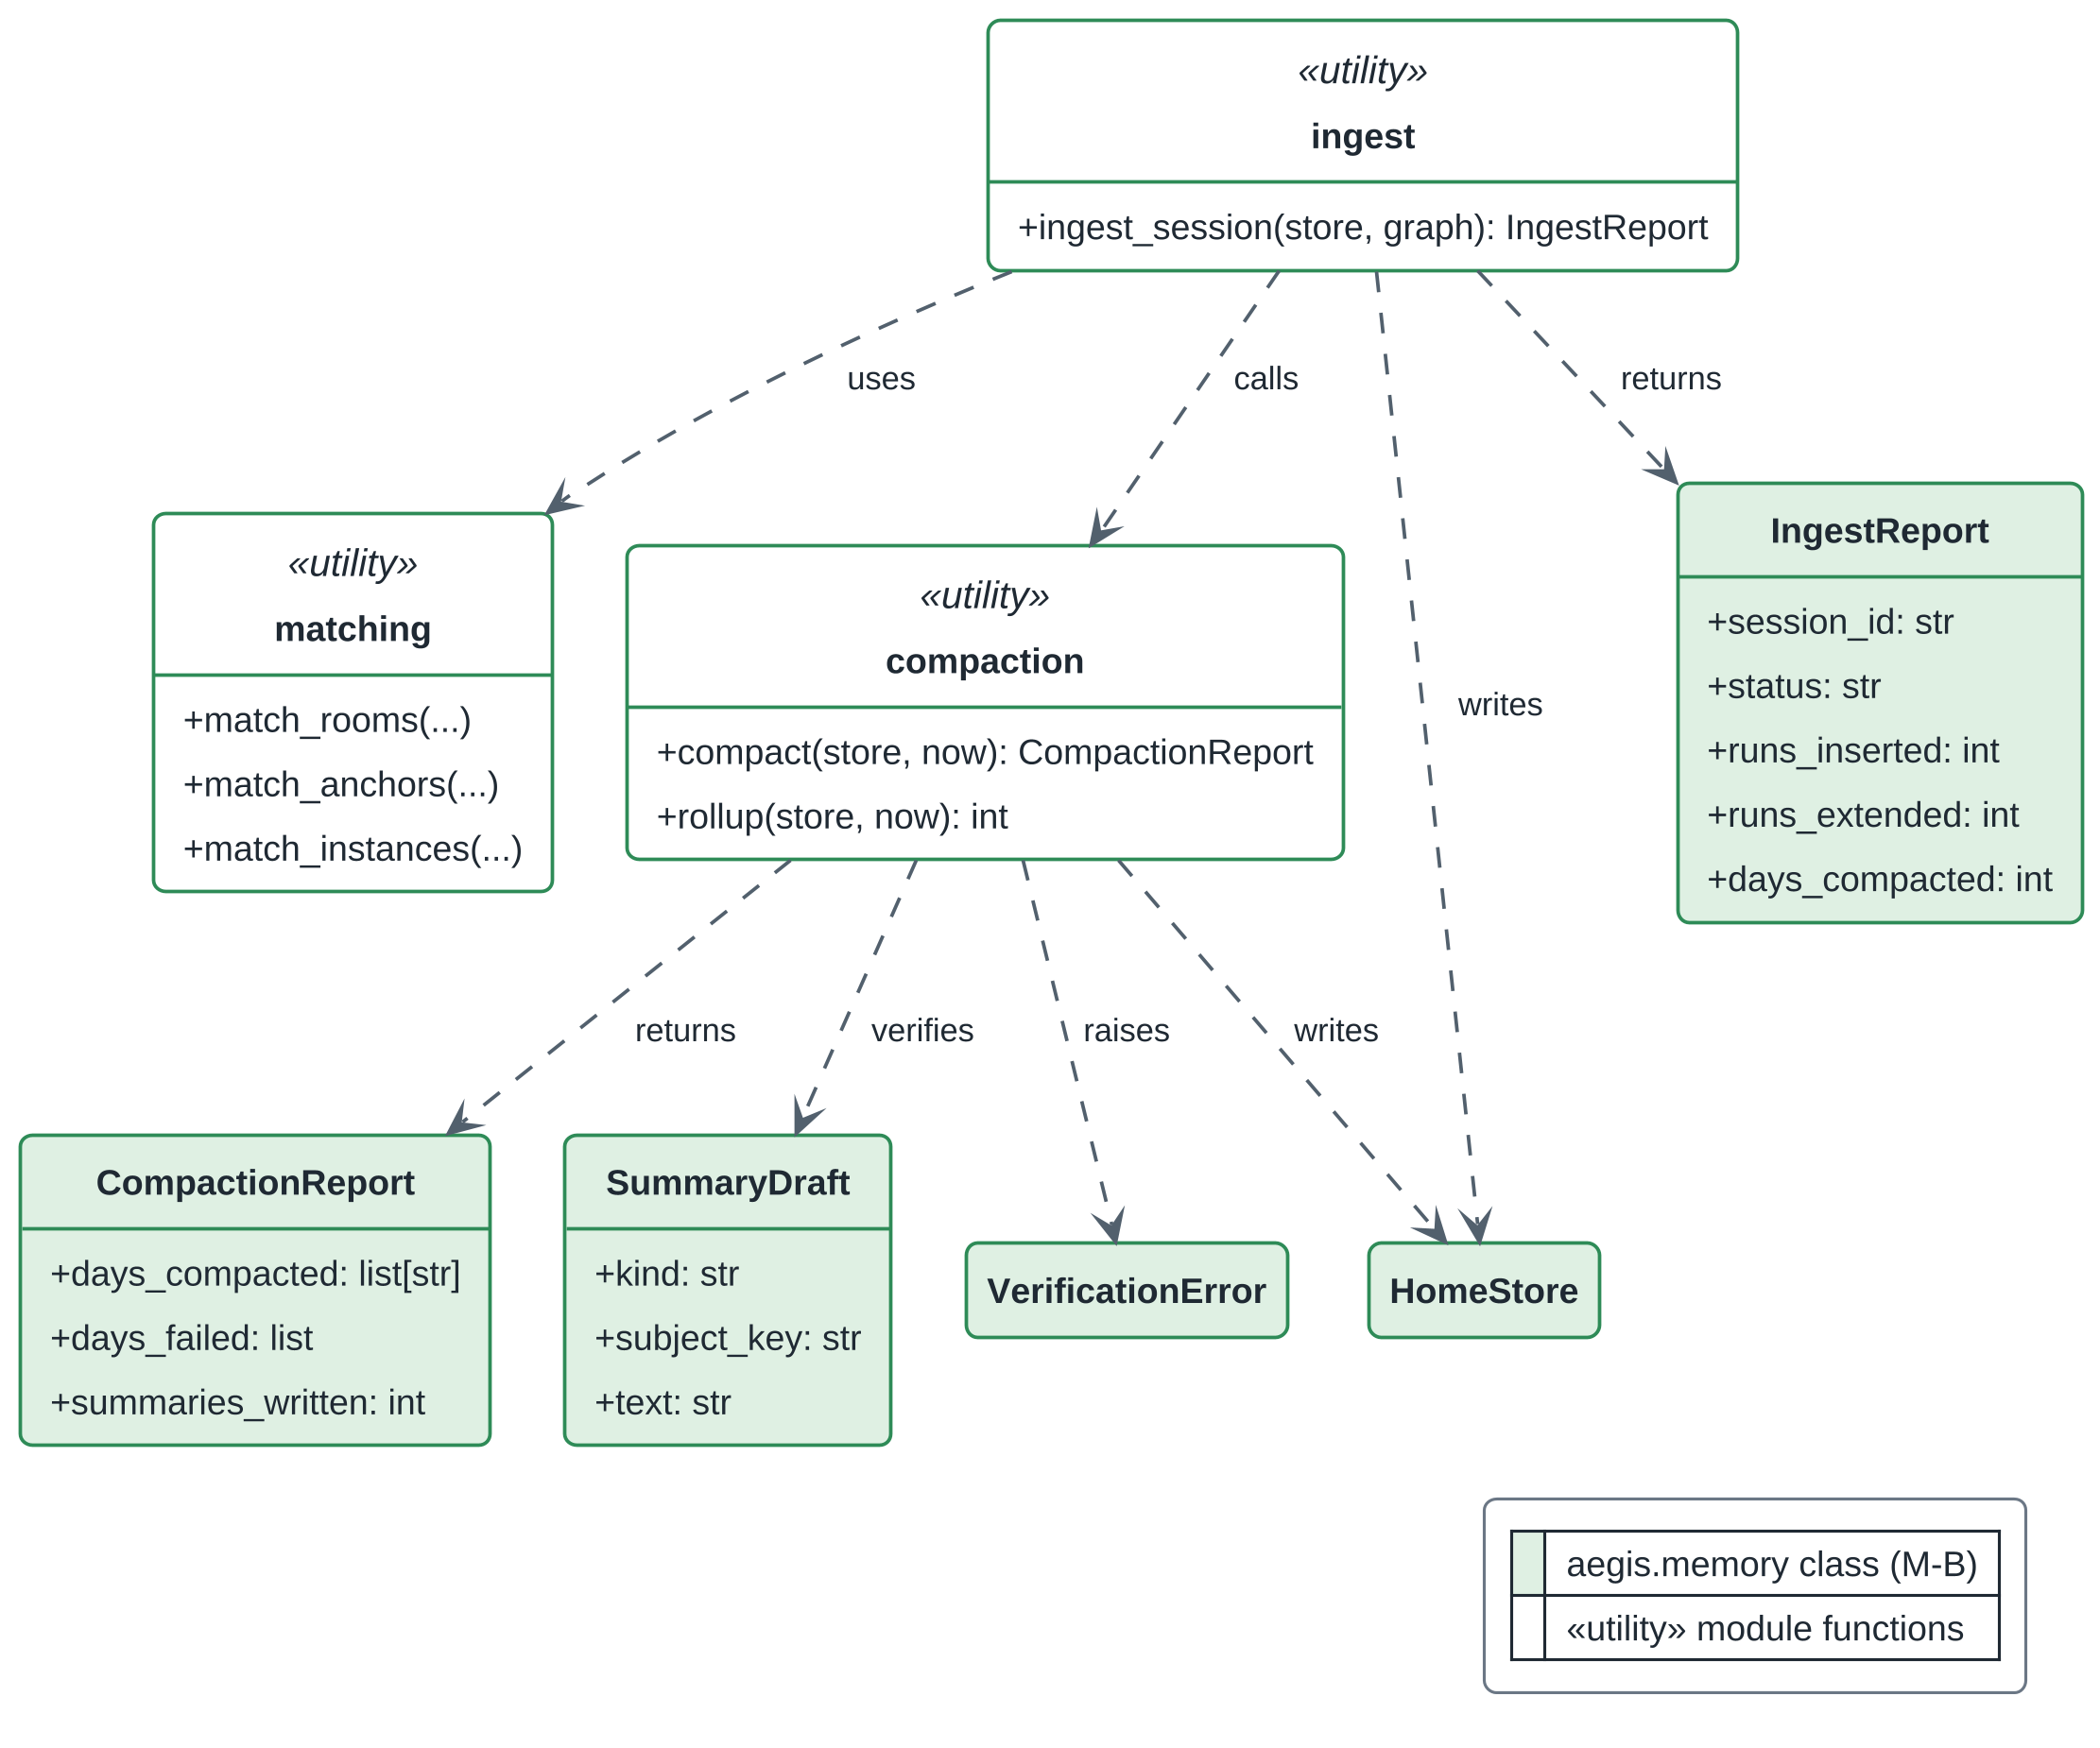 «utility»
ingest
+ingest_session(store, graph): IngestReport
uses
calls
returns
«utility»
matching
+match_rooms(...)
+match_anchors(...)
+match_instances(...)
«utility»
compaction
+compact(store, now): CompactionReport
+rollup(store, now): int
writes
IngestReport
+session_id: str
+status: str
+runs_inserted: int
+runs_extended: int
+days_compacted: int
returns
verifies
raises
writes
CompactionReport
+days_compacted: list[str]
+days_failed: list
+summaries_written: int
SummaryDraft
+kind: str
+subject_key: str
+text: str
VerificationError
HomeStore
aegis.memory class (M-B)
«utility» module functions